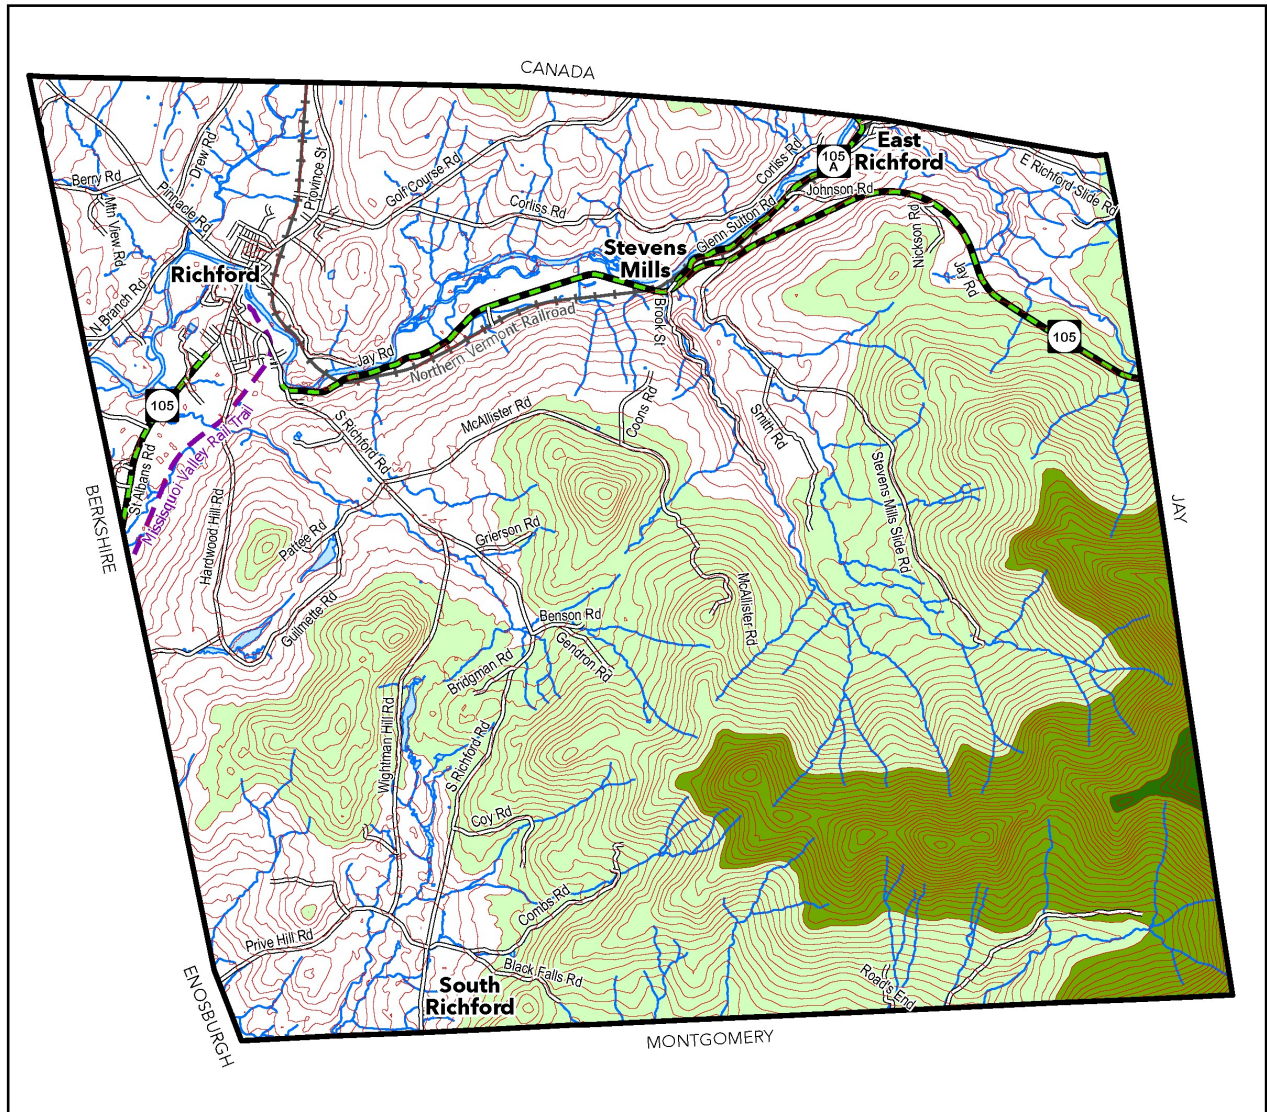 CANADA
East
Richford
105
A
E Richford Slide Rd
Corliss Rd
Drew Rd
Berry Rd
Pinnacle Rd
Mtn View Rd
N Province St
Golf Course Rd
Corliss Rd
Johnson Rd
Glenn Sutton Rd
Nickson Rd
Stevens
Mills
Richford
Jay Rd
N Branch Rd
Brook St
Northern Vermont Railroad
Jay Rd
105
105
S Richford Rd
McAllister Rd
Coons Rd
Smith Rd
Missisquoi Valley Rail Trail
St Albans Rd
Stevens Mills Slide Rd
BERKSHIRE
JAY
Hardwood Hill Rd
Pattee Rd
Grierson Rd
McAllister Rd
Guilmette Rd
Benson Rd
Gendron Rd
Bridgman Rd
Wightman Hill Rd
S Richford Rd
Coy Rd
Combs Rd
Prive Hill Rd
Black Falls Rd
Road's End
South
Richford
ENOSBURGH
MONTGOMERY